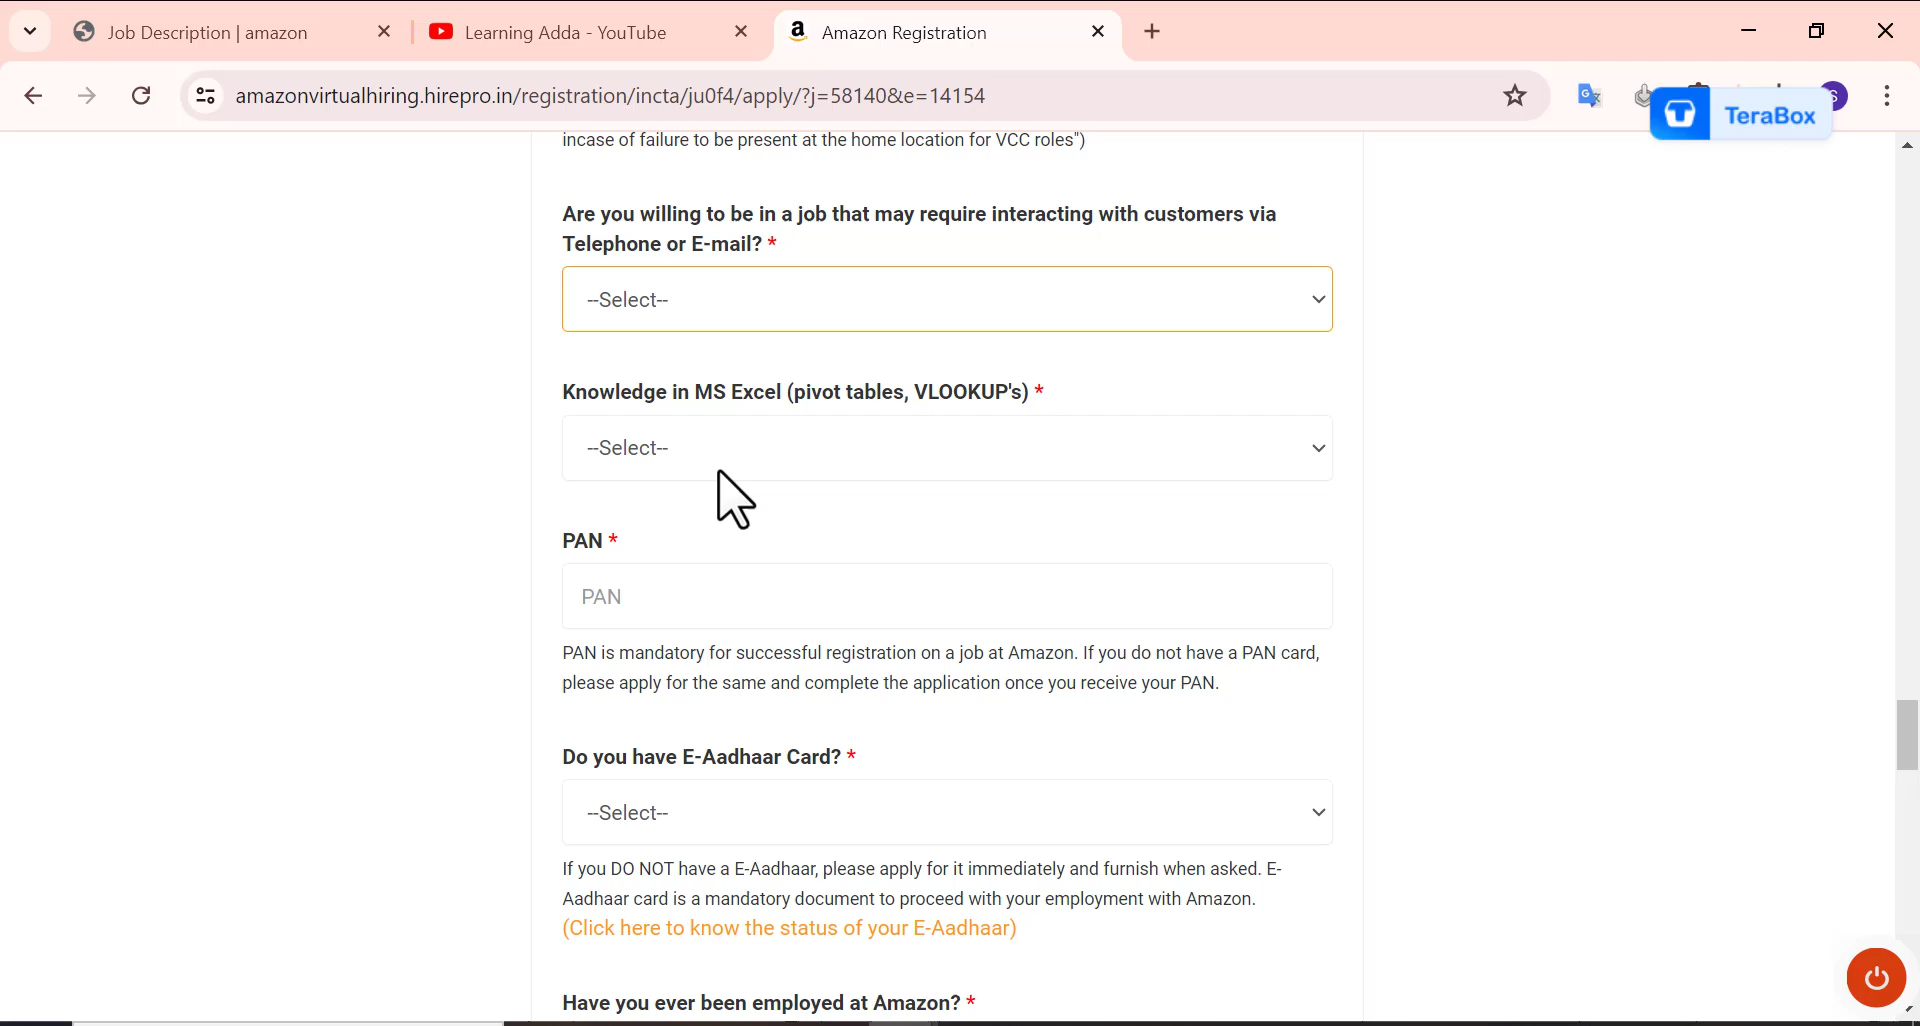 Job Description | amazon
Learning Adda - YouTube
Amazon Registration
amazonvirtualhiring.hirepro.in/registration/incta/ju0f4/apply/?j=58140&e=14154
TeraBox
incase of failure to be present at the home location for VCC roles")
Are you willing to be in a job that may require interacting with customers via
Telephone or E-mail? *
--Select--
Knowledge in MS Excel (pivot tables, VLOOKUP's) *
--Select--
PAN *
PAN
PAN is mandatory for successful registration on a job at Amazon. If you do not have a PAN card,
please apply for the same and complete the application once you receive your PAN.
Do you have E-Aadhaar Card? *
--Select--
If you DO NOT have a E-Aadhaar, please apply for it immediately and furnish when asked. E-
Aadhaar card is a mandatory document to proceed with your employment with Amazon.
(Click here to know the status of your E-Aadhaar)
Have you ever been employed at Amazon? *